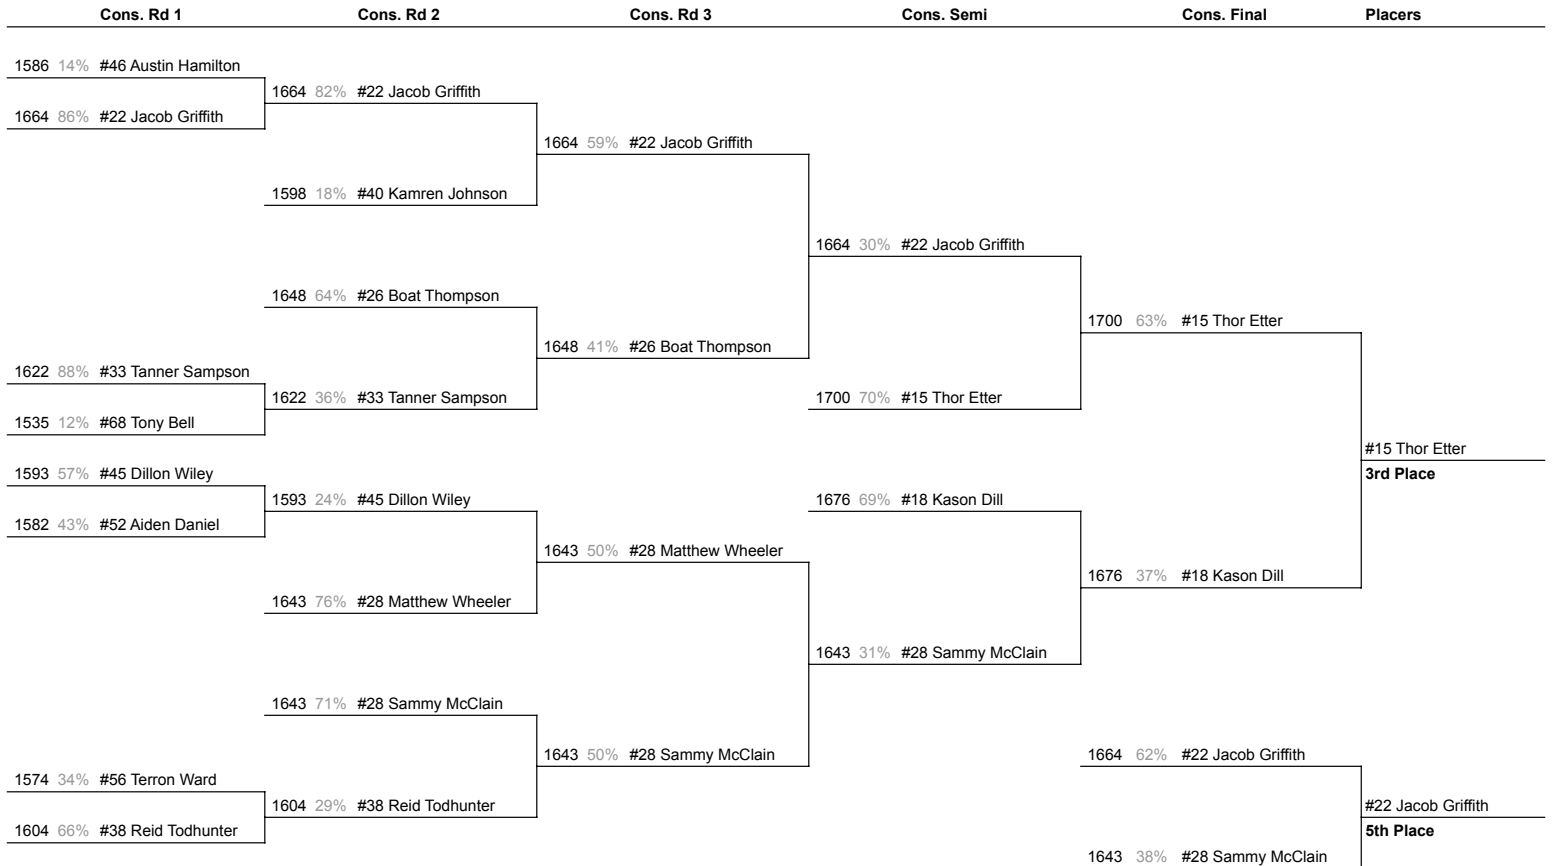 Cons. Rd 1 Cons. Rd 2 Cons. Rd 3 Cons. Semi Cons. Final Placers
1586 14% #46 Austin Hamilton
1664 82% #22 Jacob Griffith
1664 86% #22 Jacob Griffith
1664 59% #22 Jacob Griffith
1598 18% #40 Kamren Johnson
1664 30% #22 Jacob Griffith
1648 64% #26 Boat Thompson
1700 63% #15 Thor Etter
1648 41% #26 Boat Thompson
1622 88% #33 Tanner Sampson
1622 36% #33 Tanner Sampson
1700 70% #15 Thor Etter
1535 12% #68 Tony Bell
#15 Thor Etter
1593 57% #45 Dillon Wiley
3rd Place
1593 24% #45 Dillon Wiley
1676 69% #18 Kason Dill
1582 43% #52 Aiden Daniel
1643 50% #28 Matthew Wheeler
1676 37% #18 Kason Dill
1643 76% #28 Matthew Wheeler
1643 31% #28 Sammy McClain
1643 71% #28 Sammy McClain
1643 50% #28 Sammy McClain
1664 62% #22 Jacob Griffith
1574 34% #56 Terron Ward
1604 29% #38 Reid Todhunter
#22 Jacob Griffith
1604 66% #38 Reid Todhunter
5th Place
1643 38% #28 Sammy McClain